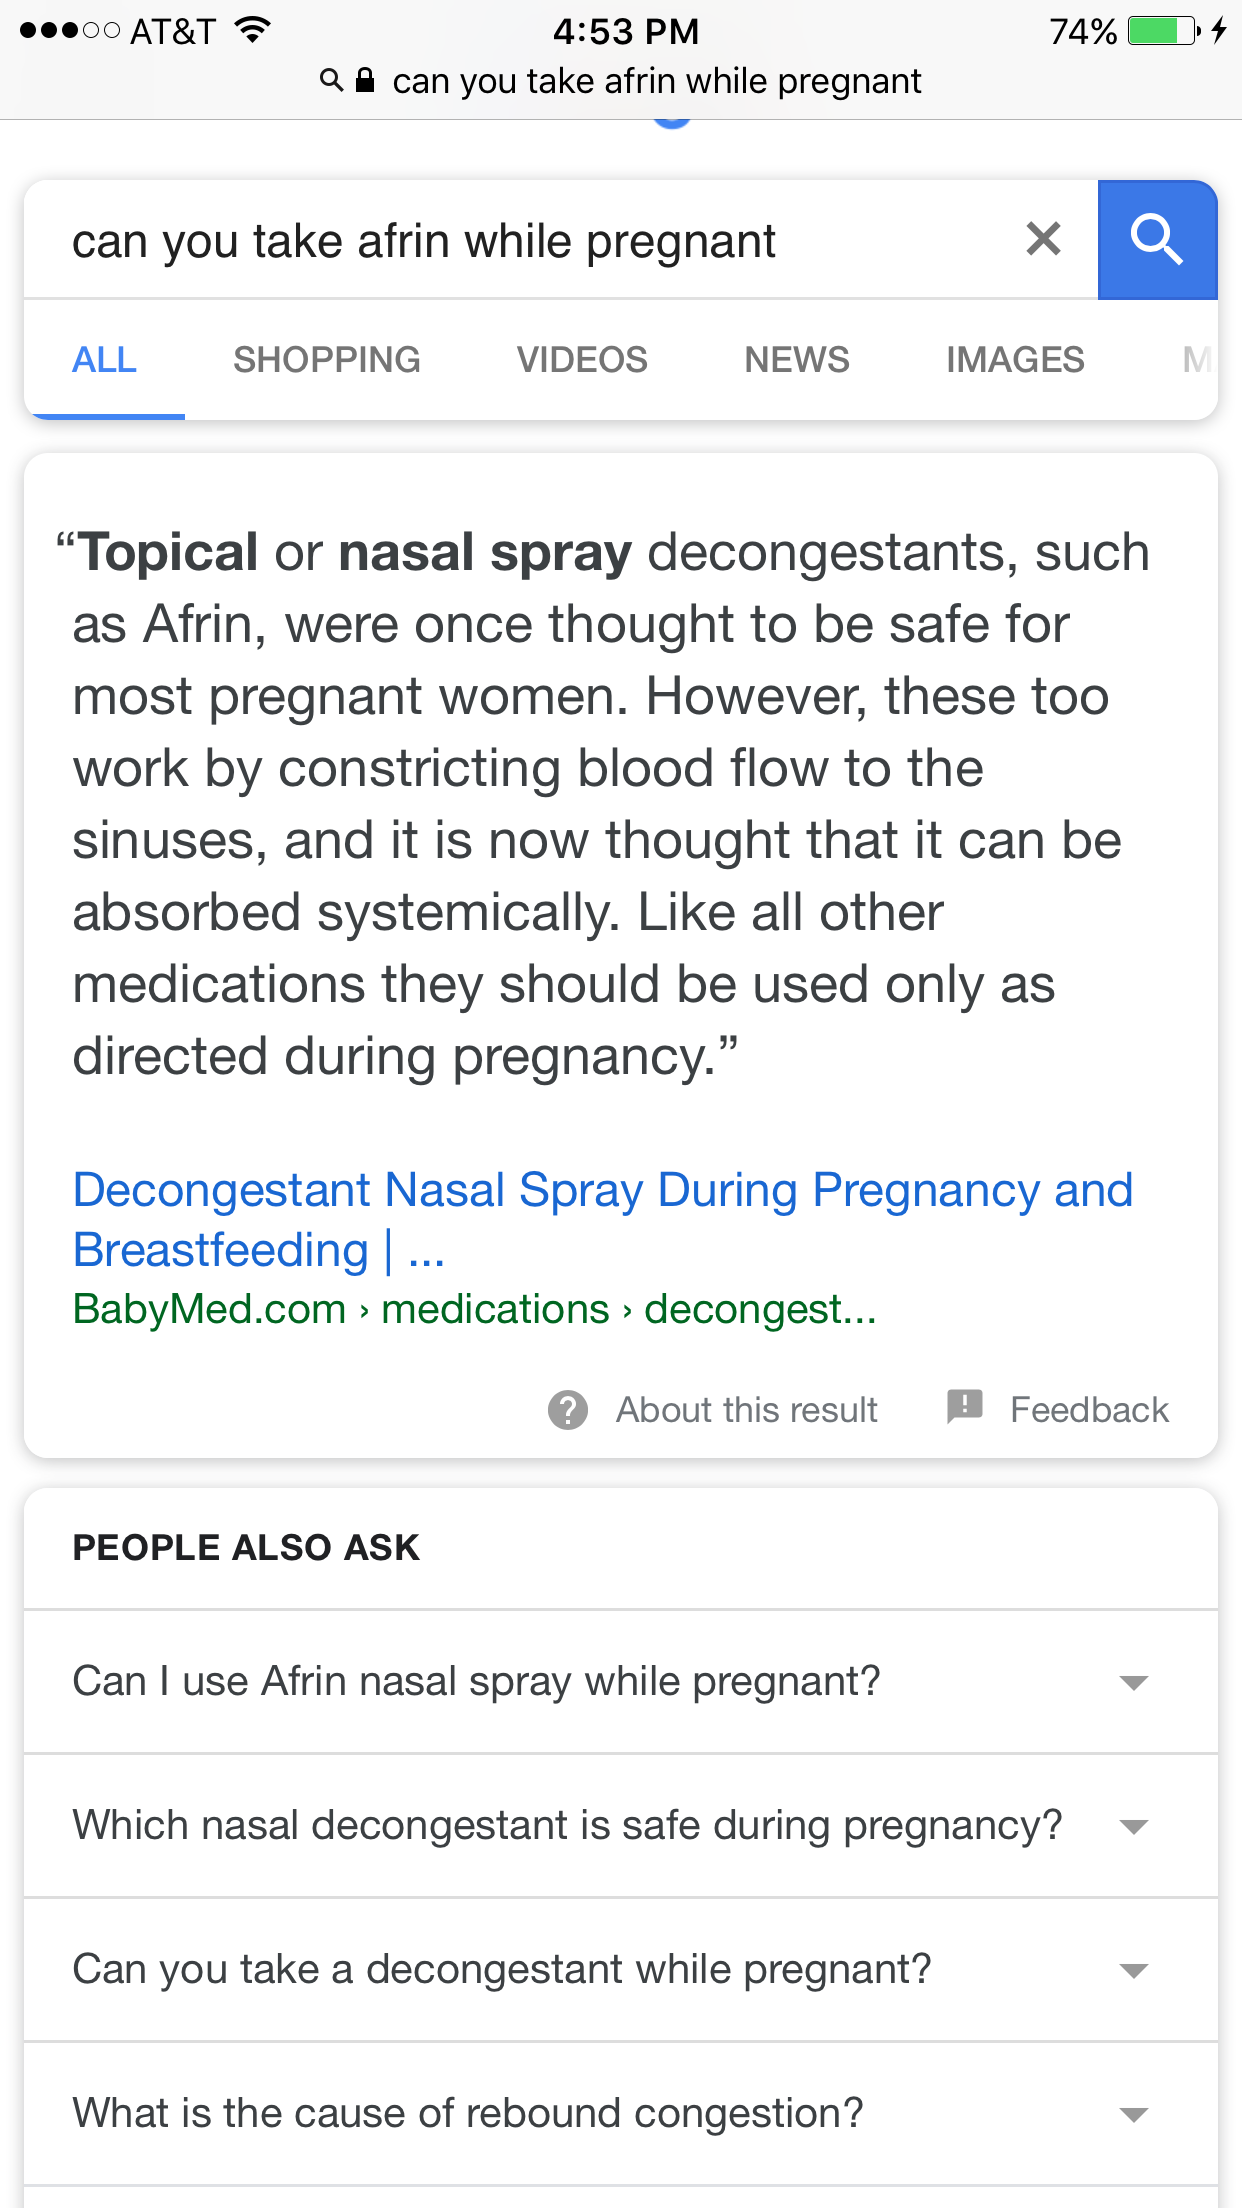 AT&T 4:53 PM 74%
can you take afrin while pregnant
can you take afrin while pregnant
ALL SHOPPING VIDEOS NEWS IMAGES M
“Topical or nasal spray decongestants, such
as Afrin, were once thought to be safe for
most pregnant women. However, these too
work by constricting blood flow to the
sinuses, and it is now thought that it can be
absorbed systemically. Like all other
medications they should be used only as
directed during pregnancy.”
Decongestant Nasal Spray During Pregnancy and
Breastfeeding | ...
BabyMed.com › medications › decongest...
About this result Feedback
PEOPLE ALSO ASK
Can I use Afrin nasal spray while pregnant?
Which nasal decongestant is safe during pregnancy?
Can you take a decongestant while pregnant?
What is the cause of rebound congestion?